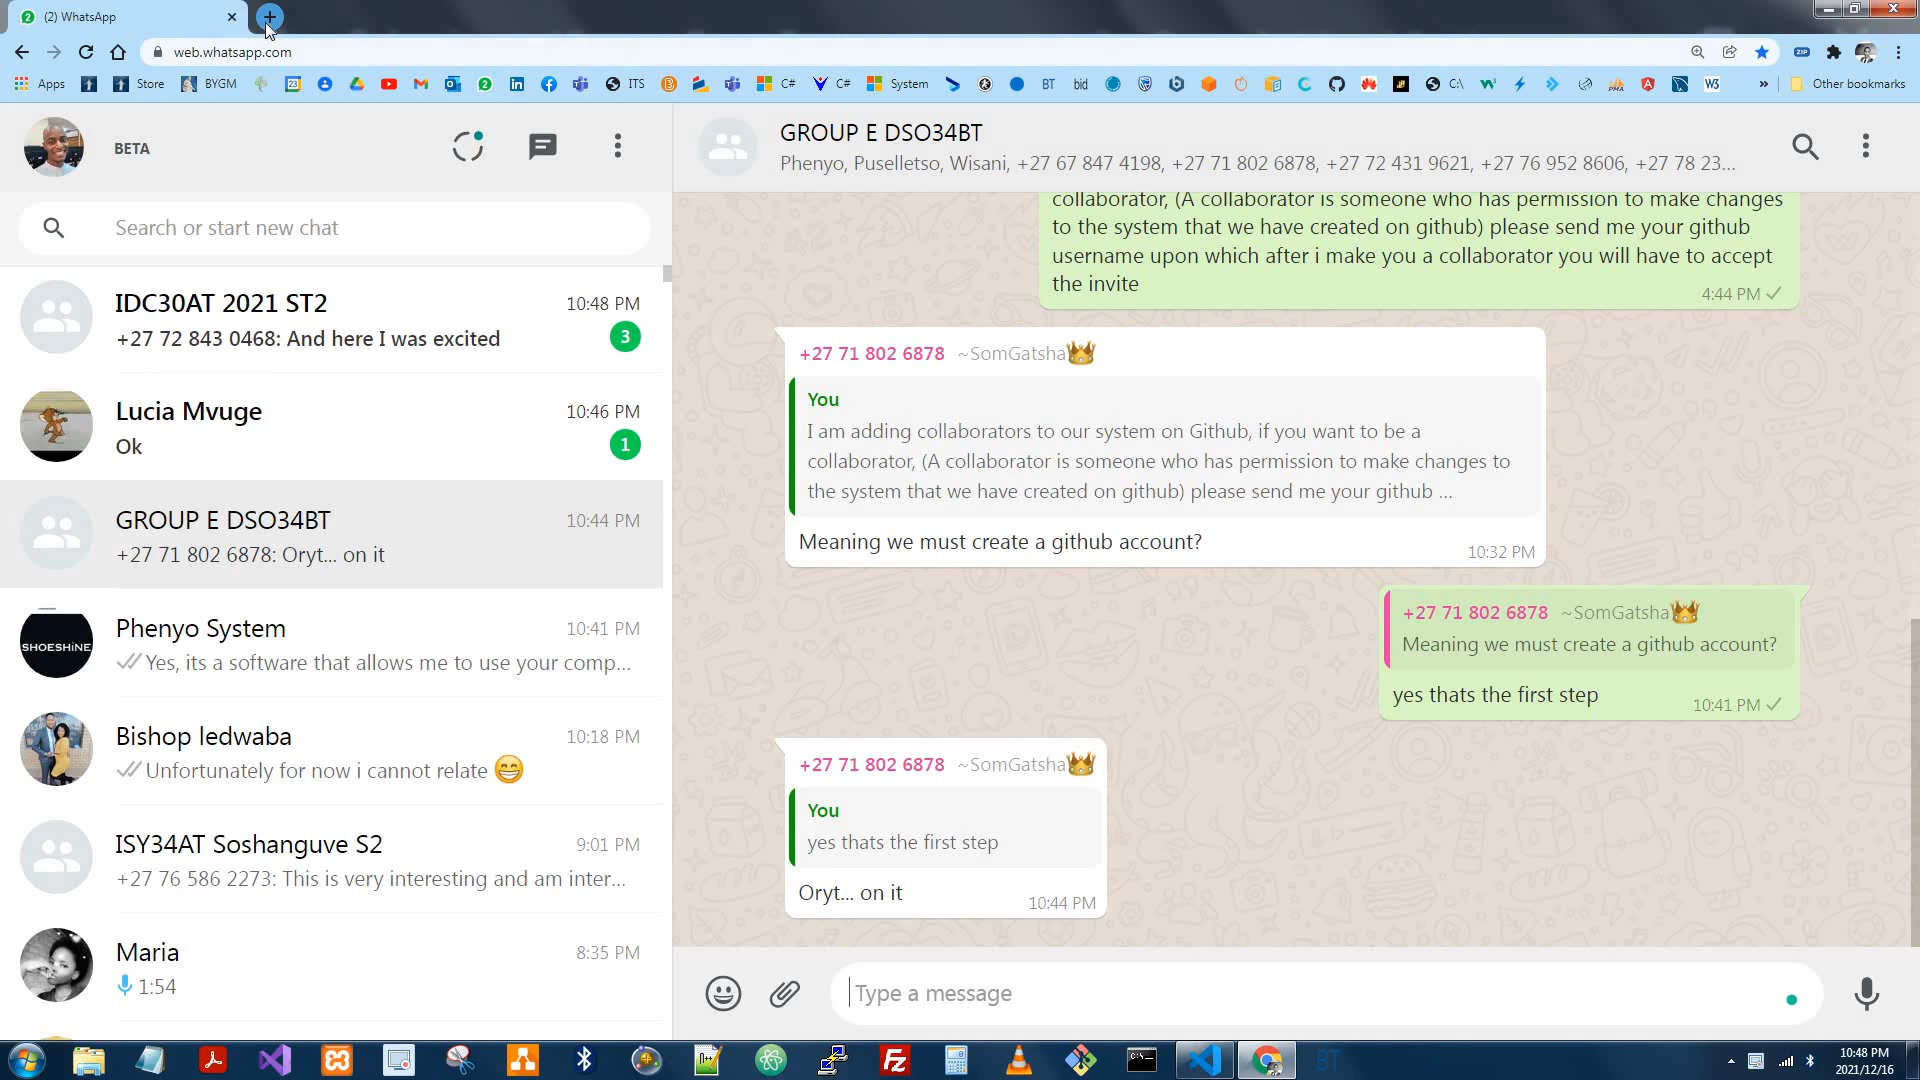 (2) WhatsApp
web.whatsapp.com
Apps
Store
BYGM
ITS
C#
C#
System
BT
bid
C:\
W3
Other bookmarks
BETA
Search or start new chat
IDC30AT 2021 ST2
10:48 PM
+27 72 843 0468: And here I was excited
3
Lucia Mvuge
10:46 PM
Ok
1
GROUP E DSO34BT
10:44 PM
+27 71 802 6878: Oryt... on it
SHOESHINE
Phenyo System
10:41 PM
Yes, its a software that allows me to use your comp...
Bishop ledwaba
10:18 PM
Unfortunately for now i cannot relate 😁
ISY34AT Soshanguve S2
9:01 PM
+27 76 586 2273: This is very interesting and am inter...
Maria
8:35 PM
1:54
GROUP E DSO34BT
Phenyo, Puselletso, Wisani, +27 67 847 4198, +27 71 802 6878, +27 72 431 9621, +27 76 952 8606, +27 78 23...
collaborator, (A collaborator is someone who has permission to make changes
to the system that we have created on github) please send me your github
username upon which after i make you a collaborator you will have to accept
the invite
4:44 PM
+27 71 802 6878 ~SomGatsha👑
You
I am adding collaborators to our system on Github, if you want to be a
collaborator, (A collaborator is someone who has permission to make changes to
the system that we have created on github) please send me your github ...
Meaning we must create a github account?
10:32 PM
+27 71 802 6878 ~SomGatsha👑
Meaning we must create a github account?
yes thats the first step
10:41 PM
+27 71 802 6878 ~SomGatsha👑
You
yes thats the first step
Oryt... on it
10:44 PM
Type a message
10:48 PM
2021/12/16